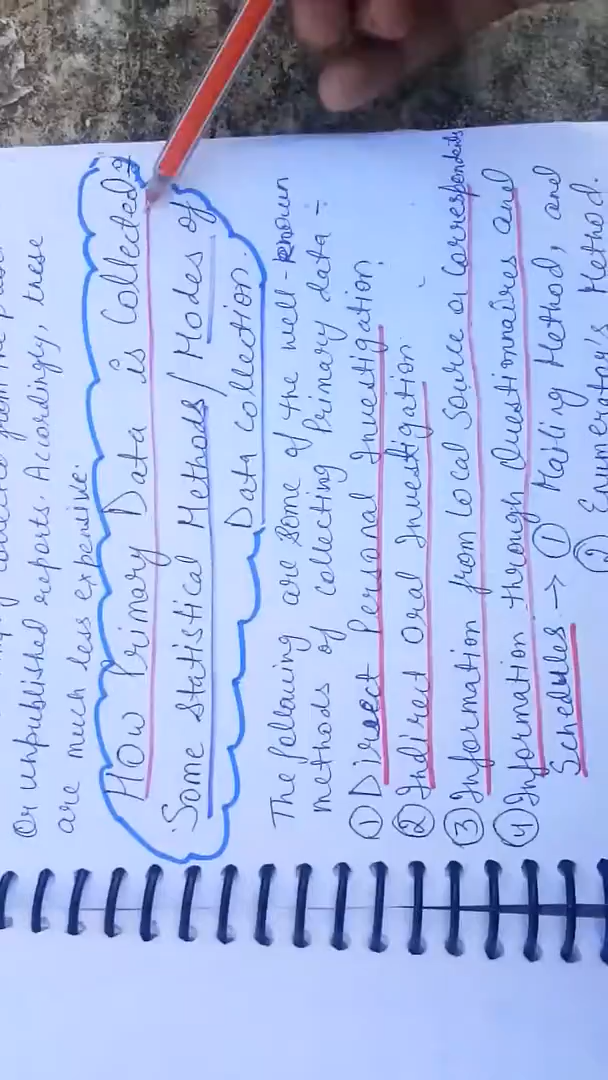 Or unpublished reports. Accordingly, these
are much less expensive.
How Primary Data is Collected?
Some Statistical Methods / Modes of
Data Collection.
The following are some of the well-known
methods of collecting Primary data -
① Direct Personal Investigation.
② Indirect Oral Investigation.
③ Information from Local Source or Correspondents
④ Information through Questionnaires and
Schedules → ① Mailing Method, and
② Enumerator's Method.